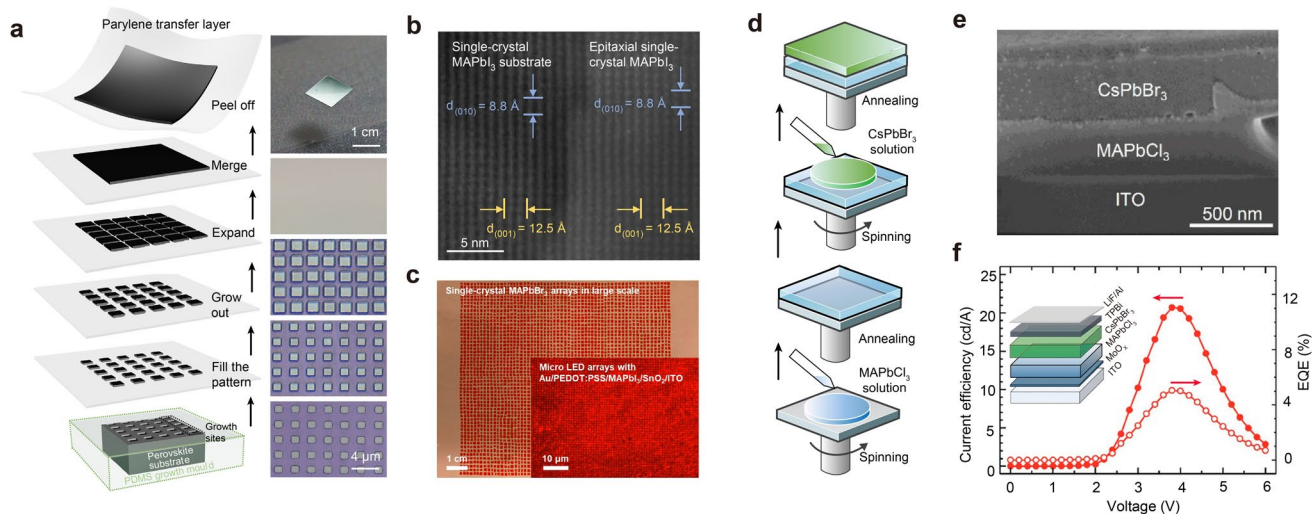 a
Parylene transfer layer
Peel off
Merge
Expand
Grow
out
Fill the
pattern
Growth
sites
Perovskite
substrate
PDMS growth mould
1 cm
4 μm
b
Single-crystal
MAPbI₃ substrate
Epitaxial single-
crystal MAPbI₃
d(010) = 8.8 Å
d(010) = 8.8 Å
d(001) = 12.5 Å
d(001) = 12.5 Å
5 nm
c
Single-crystal MAPbBr₃ arrays in large scale
Micro LED arrays with
Au/PEDOT:PSS/MAPbI₃/SnO₂/ITO
1 cm
10 μm
d
Annealing
CsPbBr₃
solution
Spinning
Annealing
MAPbCl₃
solution
Spinning
e
CsPbBr₃
MAPbCl₃
ITO
500 nm
f
Current efficiency (cd/A)
25
20
15
10
5
0
LiF/Al
TPBi
CsPbBr₃
MAPbCl₃
MoOₓ
ITO
12
8
4
0
EQE (%)
0 1 2 3 4 5 6
Voltage (V)